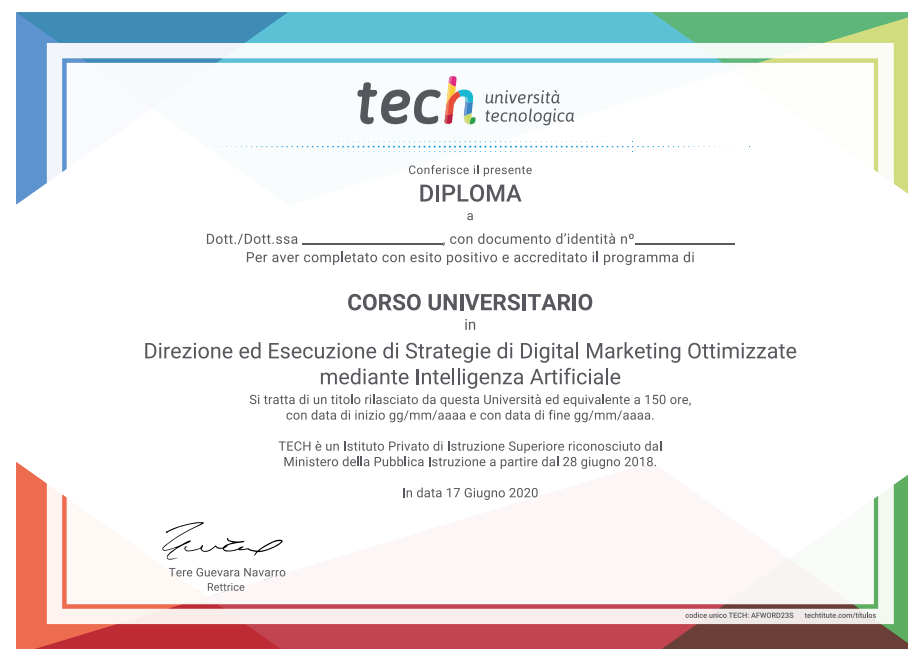 tech università
tecnologica
Conferisce il presente
DIPLOMA
a
Dott./Dott.ssa ____________________, con documento d'identità nº______________
Per aver completato con esito positivo e accreditato il programma di
CORSO UNIVERSITARIO
in
Direzione ed Esecuzione di Strategie di Digital Marketing Ottimizzate
mediante Intelligenza Artificiale
Si tratta di un titolo rilasciato da questa Università ed equivalente a 150 ore,
con data di inizio gg/mm/aaaa e con data di fine gg/mm/aaaa.
TECH è un Istituto Privato di Istruzione Superiore riconosciuto dal
Ministero della Pubblica Istruzione a partire dal 28 giugno 2018.
In data 17 Giugno 2020
Tere Guevara Navarro
Rettrice
codice unico TECH: AFWORD23S techtitute.com/titulos